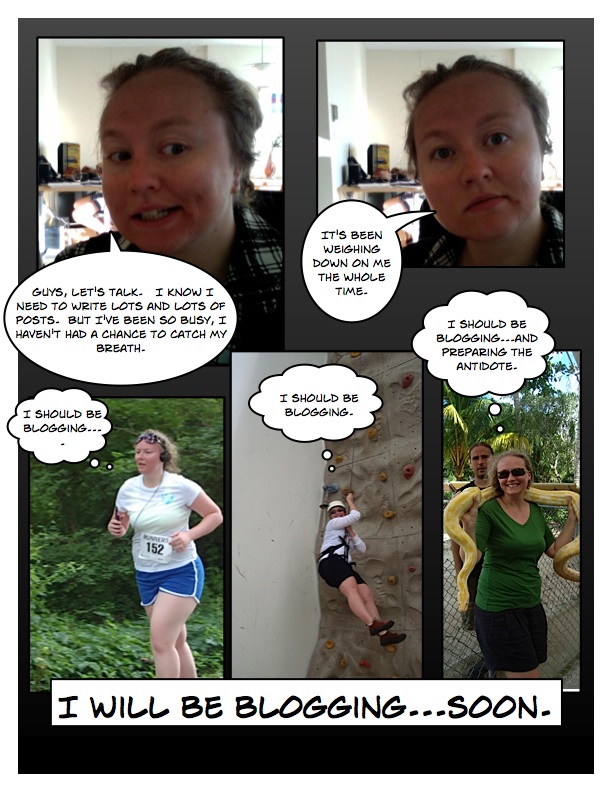 GUYS, LET'S TALK. I KNOW I
NEED TO WRITE LOTS AND LOTS OF
POSTS. BUT I'VE BEEN SO BUSY, I
HAVEN'T HAD A CHANCE TO CATCH MY
BREATH.
IT'S BEEN
WEIGHING
DOWN ON ME
THE WHOLE
TIME.
I SHOULD BE
BLOGGING---
-
RUNNERS
152
I SHOULD BE
BLOGGING.
I SHOULD BE
BLOGGING---AND
PREPARING THE
ANTIDOTE.
I WILL BE BLOGGING---SOON.